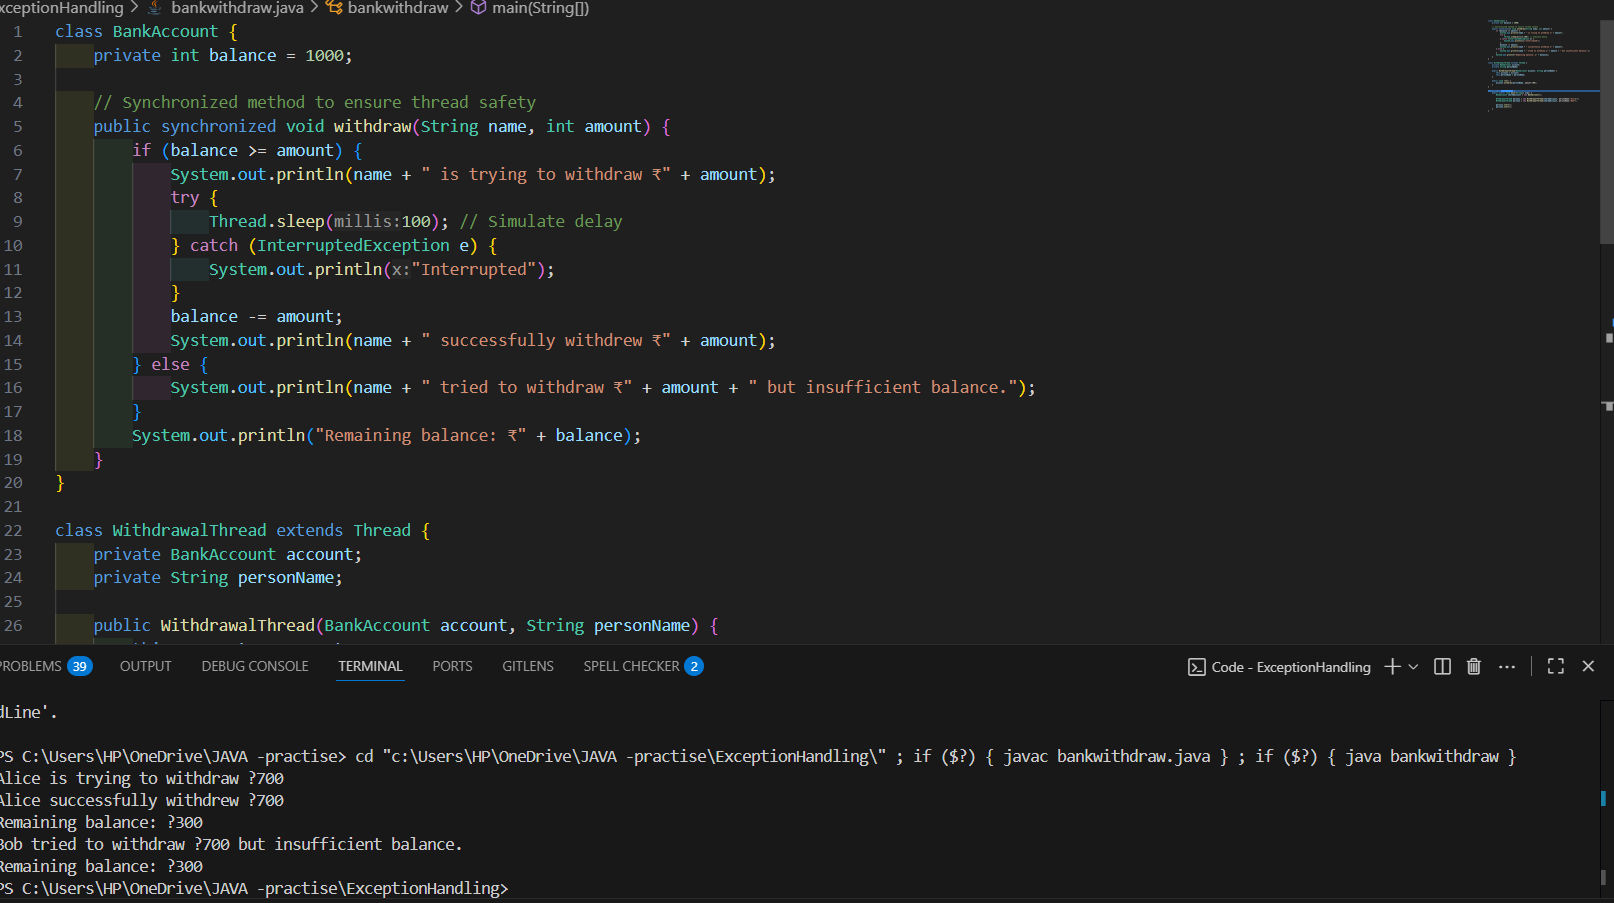 xceptionHandling > bankwithdraw.java > bankwithdraw > main(String[])
1 class BankAccount {
2 private int balance = 1000;
3
4 // Synchronized method to ensure thread safety
5 public synchronized void withdraw(String name, int amount) {
6 if (balance >= amount) {
7 System.out.println(name + " is trying to withdraw ₹" + amount);
8 try {
9 Thread.sleep(millis:100); // Simulate delay
10 } catch (InterruptedException e) {
11 System.out.println(x:"Interrupted");
12 }
13 balance -= amount;
14 System.out.println(name + " successfully withdrew ₹" + amount);
15 } else {
16 System.out.println(name + " tried to withdraw ₹" + amount + " but insufficient balance.");
17 }
18 System.out.println("Remaining balance: ₹" + balance);
19 }
20 }
21
22 class WithdrawalThread extends Thread {
23 private BankAccount account;
24 private String personName;
25
26 public WithdrawalThread(BankAccount account, String personName) {
PROBLEMS 39 OUTPUT DEBUG CONSOLE TERMINAL PORTS GITLENS SPELL CHECKER 2 Code - ExceptionHandling
dLine'.
PS C:\Users\HP\OneDrive\JAVA -practise> cd "c:\Users\HP\OneDrive\JAVA -practise\ExceptionHandling\" ; if ($?) { javac bankwithdraw.java } ; if ($?) { java bankwithdraw }
Alice is trying to withdraw ?700
Alice successfully withdrew ?700
Remaining balance: ?300
Bob tried to withdraw ?700 but insufficient balance.
Remaining balance: ?300
PS C:\Users\HP\OneDrive\JAVA -practise\ExceptionHandling>